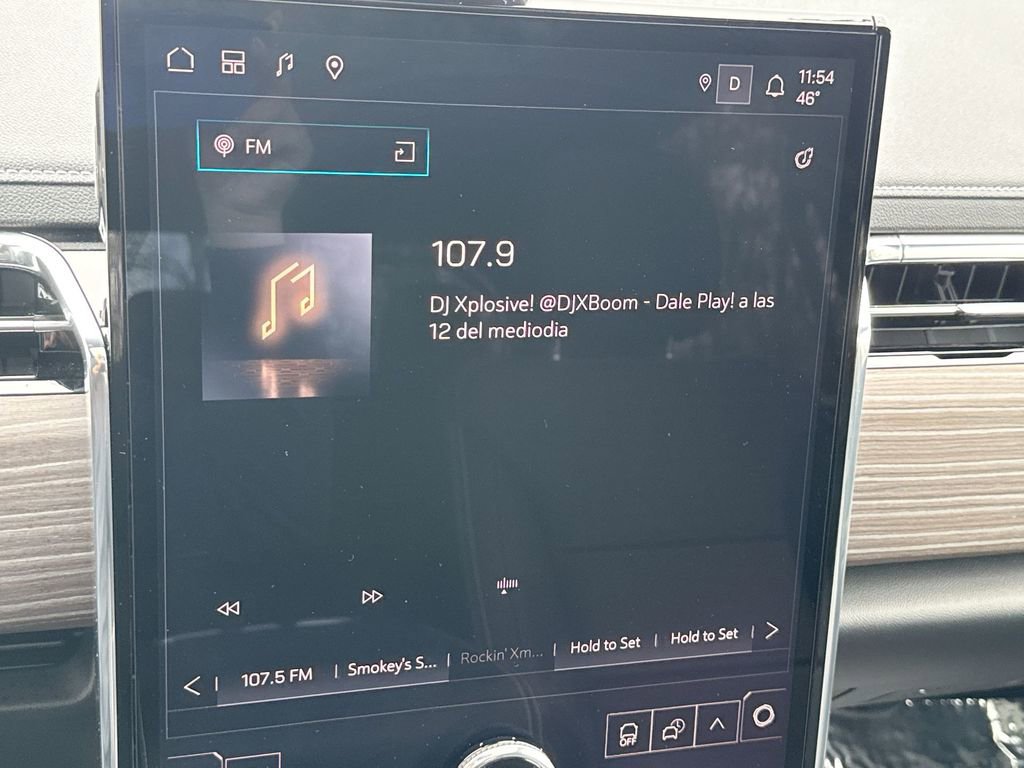 D
11:54
46°
FM
107.9
DJ Xplosive! @DJXBoom - Dale Play! a las
12 del mediodia
107.5 FM | Smokey's S... | Rockin' Xm... | Hold to Set | Hold to Set
OFF